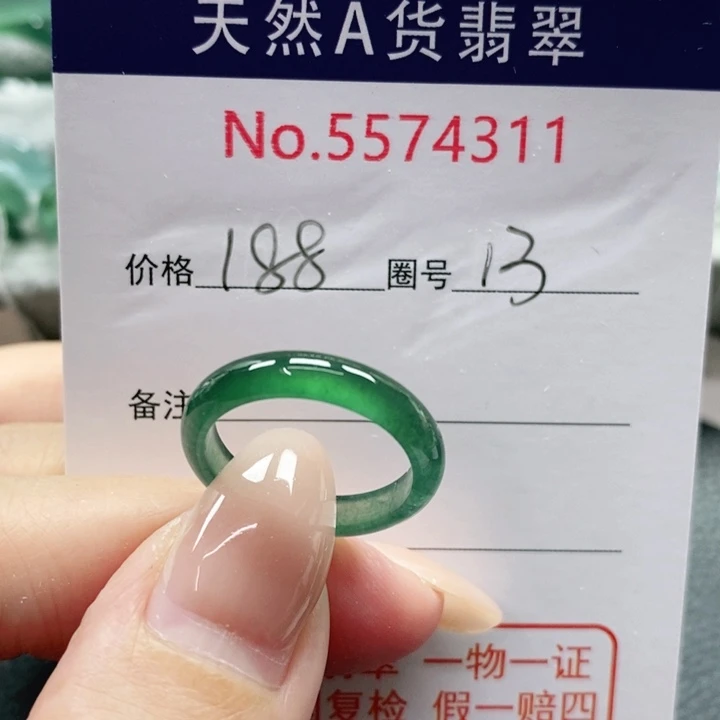 天然A货翡翠
No.5574311
价格 188 圈号 13
备注
一物一证
复检 假一赔四